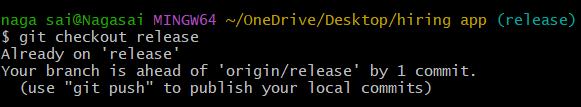 naga sai@Nagasai MINGW64 ~/OneDrive/Desktop/hiring app (release)
$ git checkout release
Already on 'release'
Your branch is ahead of 'origin/release' by 1 commit.
  (use "git push" to publish your local commits)